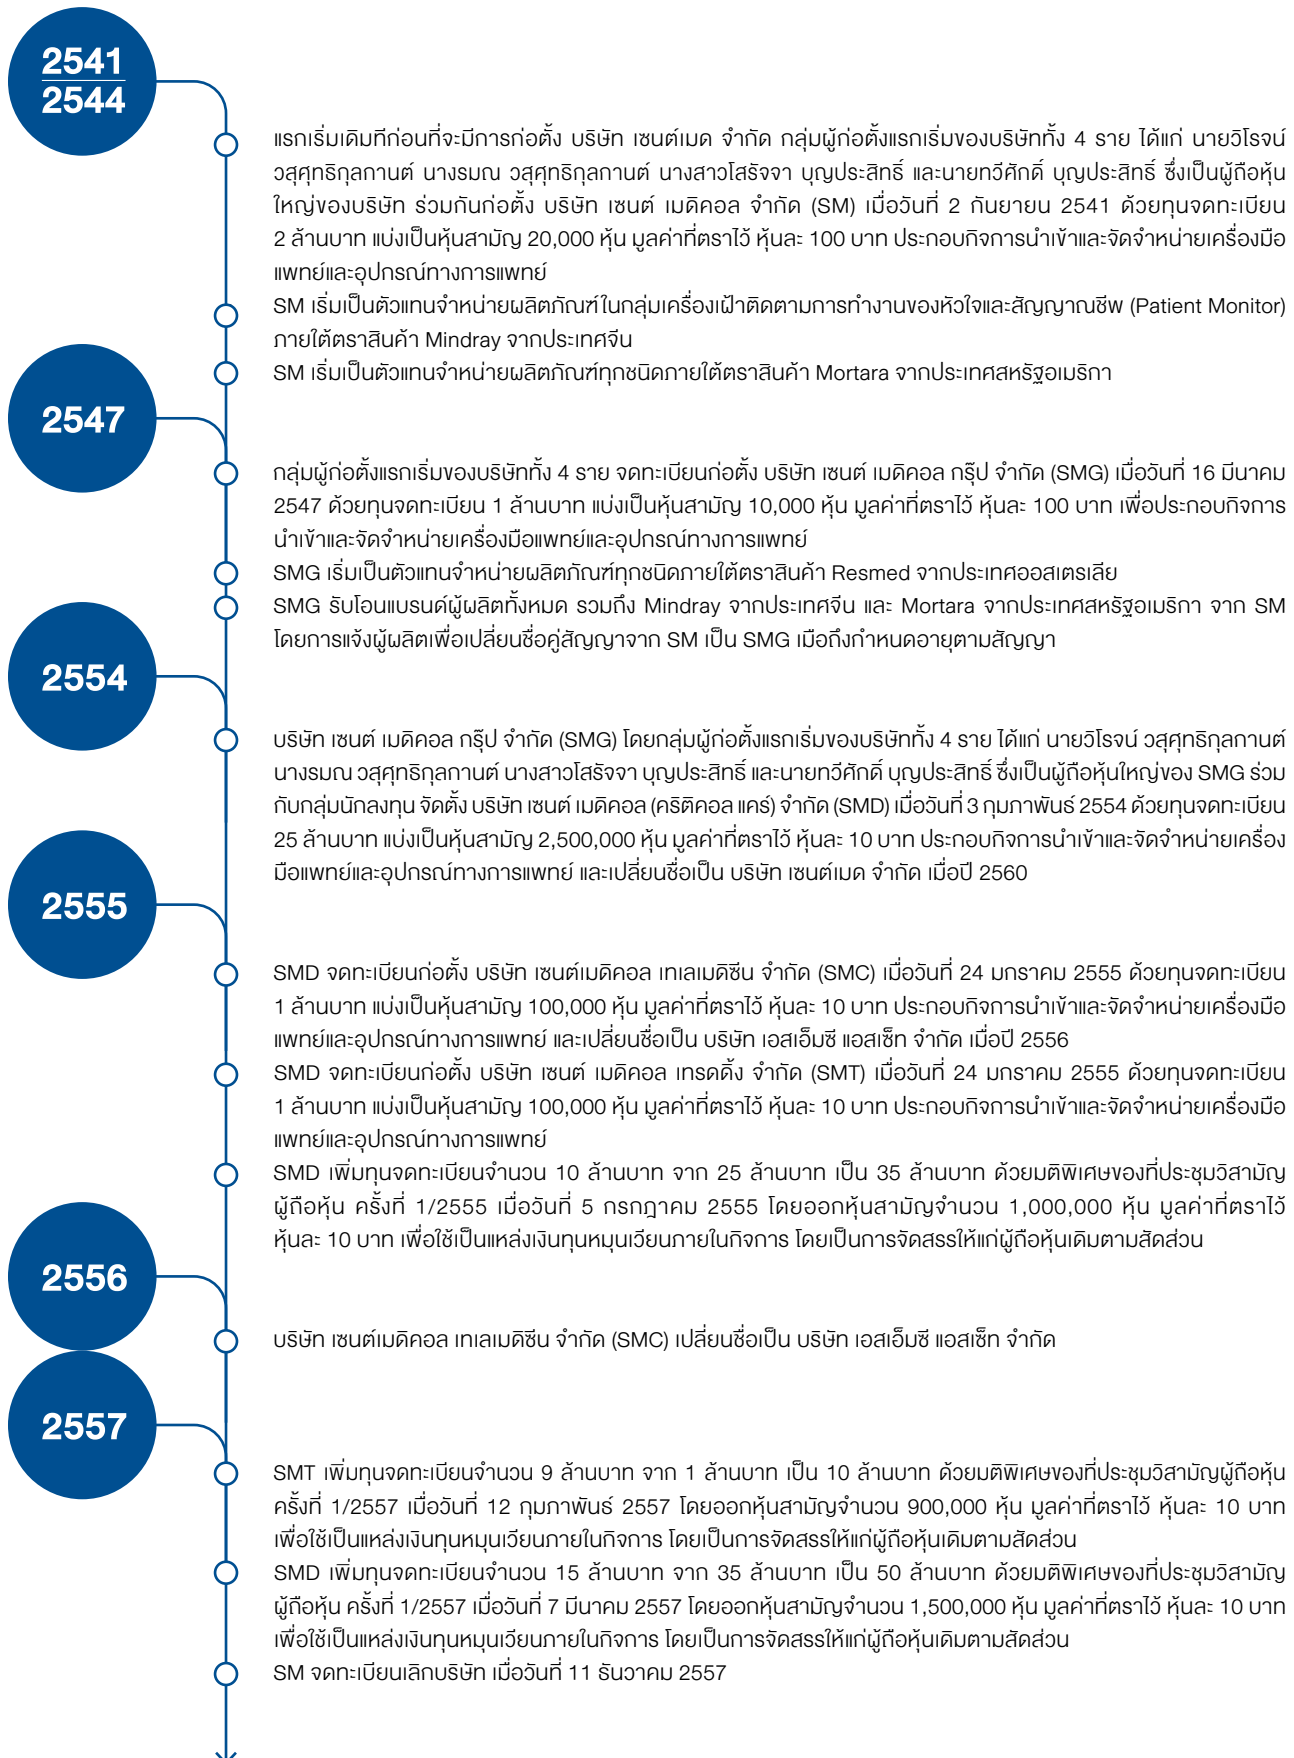 2541
2544
แรกเริ่มเดิมทีก่อนที่จะมีการก่อตั้ง บริษัท เซนต์เมด จำกัด กลุ่มผู้ก่อตั้งแรกเริ่มของบริษัททั้ง 4 ราย ได้แก่ นายวิโรจน์
วสุศุทธิกุลกานต์ นางรมณ วสุศุทธิกุลกานต์ นางสาวโสรัจจา บุญประสิทธิ์ และนายทวีศักดิ์ บุญประสิทธิ์ ซึ่งเป็นผู้ถือหุ้น
ใหญ่ของบริษัท ร่วมกันก่อตั้ง บริษัท เซนต์ เมดิคอล จำกัด (SM) เมื่อวันที่ 2 กันยายน 2541 ด้วยทุนจดทะเบียน
2 ล้านบาท แบ่งเป็นหุ้นสามัญ 20,000 หุ้น มูลค่าที่ตราไว้ หุ้นละ 100 บาท ประกอบกิจการนำเข้าและจัดจำหน่ายเครื่องมือ
แพทย์และอุปกรณ์ทางการแพทย์
SM เริ่มเป็นตัวแทนจำหน่ายผลิตภัณฑ์ในกลุ่มเครื่องเฝ้าติดตามการทำงานของหัวใจและสัญญาณชีพ (Patient Monitor)
ภายใต้ตราสินค้า Mindray จากประเทศจีน
SM เริ่มเป็นตัวแทนจำหน่ายผลิตภัณฑ์ทุกชนิดภายใต้ตราสินค้า Mortara จากประเทศสหรัฐอเมริกา
2547
กลุ่มผู้ก่อตั้งแรกเริ่มของบริษัททั้ง 4 ราย จดทะเบียนก่อตั้ง บริษัท เซนต์ เมดิคอล กรุ๊ป จำกัด (SMG) เมื่อวันที่ 16 มีนาคม
2547 ด้วยทุนจดทะเบียน 1 ล้านบาท แบ่งเป็นหุ้นสามัญ 10,000 หุ้น มูลค่าที่ตราไว้ หุ้นละ 100 บาท เพื่อประกอบกิจการ
นำเข้าและจัดจำหน่ายเครื่องมือแพทย์และอุปกรณ์ทางการแพทย์
SMG เริ่มเป็นตัวแทนจำหน่ายผลิตภัณฑ์ทุกชนิดภายใต้ตราสินค้า Resmed จากประเทศออสเตรเลีย
SMG รับโอนแบรนด์ผู้ผลิตทั้งหมด รวมถึง Mindray จากประเทศจีน และ Mortara จากประเทศสหรัฐอเมริกา จาก SM
โดยการแจ้งผู้ผลิตเพื่อเปลี่ยนชื่อคู่สัญญาจาก SM เป็น SMG เมือถึงกำหนดอายุตามสัญญา
2554
บริษัท เซนต์ เมดิคอล กรุ๊ป จำกัด (SMG) โดยกลุ่มผู้ก่อตั้งแรกเริ่มของบริษัททั้ง 4 ราย ได้แก่ นายวิโรจน์ วสุศุทธิกุลกานต์
นางรมณ วสุศุทธิกุลกานต์ นางสาวโสรัจจา บุญประสิทธิ์ และนายทวีศักดิ์ บุญประสิทธิ์ ซึ่งเป็นผู้ถือหุ้นใหญ่ของ SMG ร่วม
กับกลุ่มนักลงทุน จัดตั้ง บริษัท เซนต์ เมดิคอล (คริติคอล แคร์) จำกัด (SMD) เมื่อวันที่ 3 กุมภาพันธ์ 2554 ด้วยทุนจดทะเบียน
25 ล้านบาท แบ่งเป็นหุ้นสามัญ 2,500,000 หุ้น มูลค่าที่ตราไว้ หุ้นละ 10 บาท ประกอบกิจการนำเข้าและจัดจำหน่ายเครื่อง
มือแพทย์และอุปกรณ์ทางการแพทย์ และเปลี่ยนชื่อเป็น บริษัท เซนต์เมด จำกัด เมื่อปี 2560
2555
SMD จดทะเบียนก่อตั้ง บริษัท เซนต์เมดิคอล เทเลเมดิซีน จำกัด (SMC) เมื่อวันที่ 24 มกราคม 2555 ด้วยทุนจดทะเบียน
1 ล้านบาท แบ่งเป็นหุ้นสามัญ 100,000 หุ้น มูลค่าที่ตราไว้ หุ้นละ 10 บาท ประกอบกิจการนำเข้าและจัดจำหน่ายเครื่องมือ
แพทย์และอุปกรณ์ทางการแพทย์ และเปลี่ยนชื่อเป็น บริษัท เอสเอ็มซี แอสเซ็ท จำกัด เมื่อปี 2556
SMD จดทะเบียนก่อตั้ง บริษัท เซนต์ เมดิคอล เทรดดิ้ง จำกัด (SMT) เมื่อวันที่ 24 มกราคม 2555 ด้วยทุนจดทะเบียน
1 ล้านบาท แบ่งเป็นหุ้นสามัญ 100,000 หุ้น มูลค่าที่ตราไว้ หุ้นละ 10 บาท ประกอบกิจการนำเข้าและจัดจำหน่ายเครื่องมือ
แพทย์และอุปกรณ์ทางการแพทย์
SMD เพิ่มทุนจดทะเบียนจำนวน 10 ล้านบาท จาก 25 ล้านบาท เป็น 35 ล้านบาท ด้วยมติพิเศษของที่ประชุมวิสามัญ
ผู้ถือหุ้น ครั้งที่ 1/2555 เมื่อวันที่ 5 กรกฎาคม 2555 โดยออกหุ้นสามัญจำนวน 1,000,000 หุ้น มูลค่าที่ตราไว้
หุ้นละ 10 บาท เพื่อใช้เป็นแหล่งเงินทุนหมุนเวียนภายในกิจการ โดยเป็นการจัดสรรให้แก่ผู้ถือหุ้นเดิมตามสัดส่วน
2556
บริษัท เซนต์เมดิคอล เทเลเมดิซีน จำกัด (SMC) เปลี่ยนชื่อเป็น บริษัท เอสเอ็มซี แอสเซ็ท จำกัด
2557
SMT เพิ่มทุนจดทะเบียนจำนวน 9 ล้านบาท จาก 1 ล้านบาท เป็น 10 ล้านบาท ด้วยมติพิเศษของที่ประชุมวิสามัญผู้ถือหุ้น
ครั้งที่ 1/2557 เมื่อวันที่ 12 กุมภาพันธ์ 2557 โดยออกหุ้นสามัญจำนวน 900,000 หุ้น มูลค่าที่ตราไว้ หุ้นละ 10 บาท
เพื่อใช้เป็นแหล่งเงินทุนหมุนเวียนภายในกิจการ โดยเป็นการจัดสรรให้แก่ผู้ถือหุ้นเดิมตามสัดส่วน
SMD เพิ่มทุนจดทะเบียนจำนวน 15 ล้านบาท จาก 35 ล้านบาท เป็น 50 ล้านบาท ด้วยมติพิเศษของที่ประชุมวิสามัญ
ผู้ถือหุ้น ครั้งที่ 1/2557 เมื่อวันที่ 7 มีนาคม 2557 โดยออกหุ้นสามัญจำนวน 1,500,000 หุ้น มูลค่าที่ตราไว้ หุ้นละ 10 บาท
เพื่อใช้เป็นแหล่งเงินทุนหมุนเวียนภายในกิจการ โดยเป็นการจัดสรรให้แก่ผู้ถือหุ้นเดิมตามสัดส่วน
SM จดทะเบียนเลิกบริษัท เมื่อวันที่ 11 ธันวาคม 2557